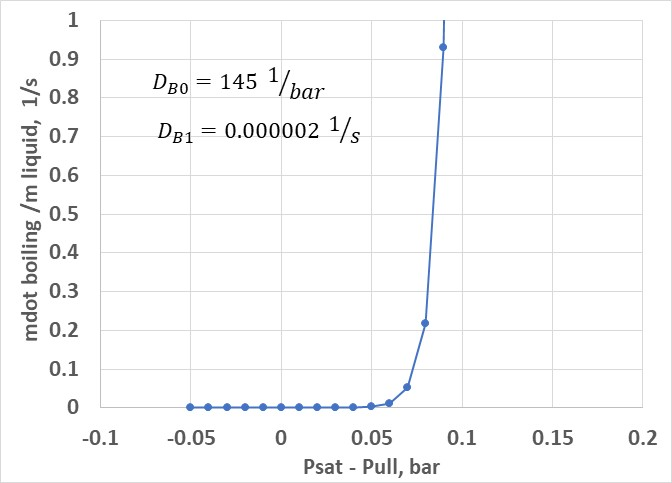 1
0.9
0.8
0.7
0.6
0.5
0.4
0.3
0.2
0.1
0
mdot boiling /m liquid, 1/s
D_B0 = 145 1/bar
D_B1 = 0.000002 1/s
-0.1 -0.05 0 0.05 0.1 0.15 0.2
Psat - Pull, bar